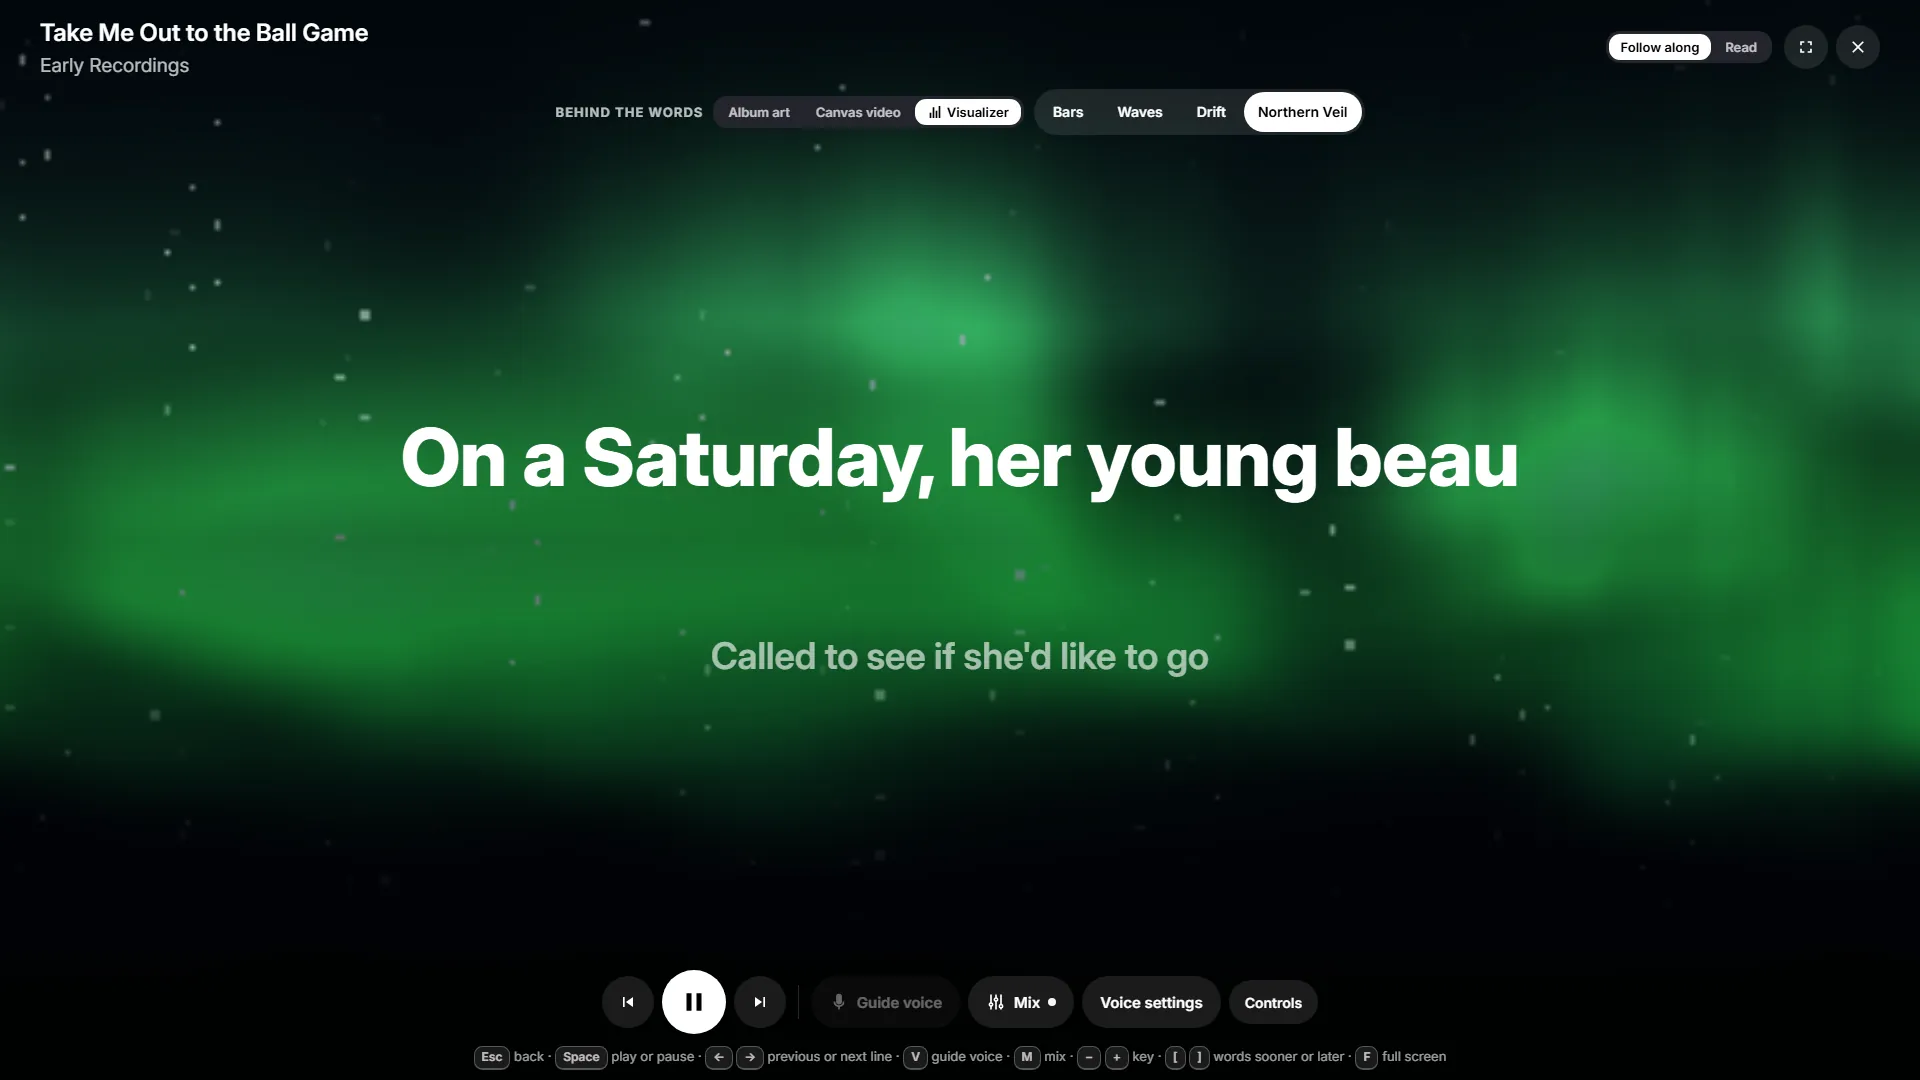 Take Me Out to the Ball Game
Early Recordings
Follow along Read
BEHIND THE WORDS Album art Canvas video Visualizer Bars Waves Drift Northern Veil
On a Saturday, her young beau
Called to see if she'd like to go
Guide voice Mix Voice settings Controls
Esc back · Space play or pause · ← → previous or next line · V guide voice · M mix · − + key · [ ] words sooner or later · F full screen